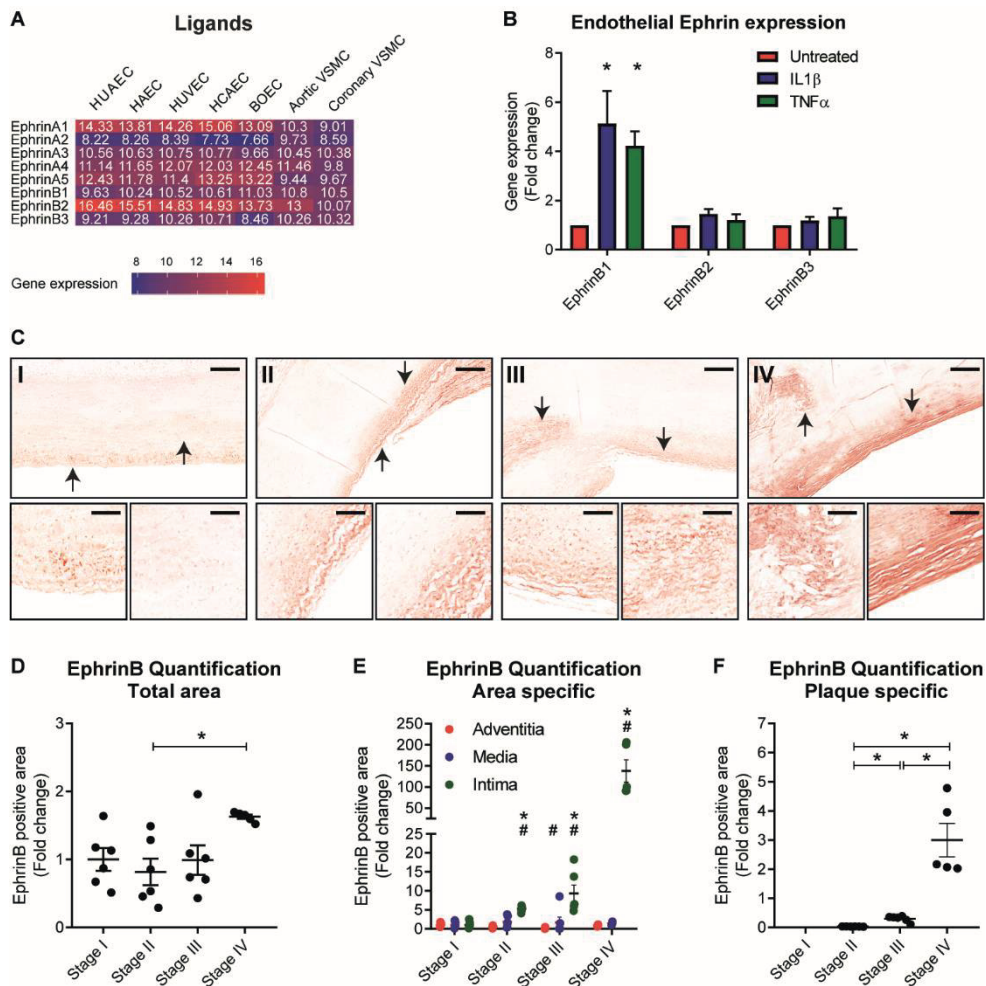 A
Ligands
HUAEC
HAEC
HUVEC
HCAEC
BOEC
Aortic VSMC
Coronary VSMC
EphrinA1 14.33 13.81 14.26 15.06 13.09 10.3 9.01
EphrinA2 8.22 8.26 8.39 7.73 7.66 9.73 8.59
EphrinA3 10.56 10.63 10.75 10.77 9.66 10.45 10.38
EphrinA4 11.14 11.65 12.07 12.03 12.45 11.46 9.8
EphrinA5 12.43 11.78 11.4 13.25 13.22 9.44 9.67
EphrinB1 9.63 10.24 10.52 10.61 11.03 10.8 10.5
EphrinB2 16.46 15.51 14.83 14.93 13.73 13 10.07
EphrinB3 9.21 9.28 10.26 10.71 8.46 10.26 10.32
8 10 12 14 16
Gene expression
B
Endothelial Ephrin expression
Gene expression
(Fold change)
8
6
4
2
0
* *
Untreated
IL1β
TNFα
EphrinB1
EphrinB2
EphrinB3
C
I
II
III
IV
D
EphrinB Quantification
Total area
EphrinB positive area
(Fold change)
3
2
1
0
*
Stage I
Stage II
Stage III
Stage IV
E
EphrinB Quantification
Area specific
EphrinB positive area
(Fold change)
250
200
150
100
50
25
20
15
10
5
0
Adventitia
Media
Intima
*
#
#
*
#
*
#
Stage I
Stage II
Stage III
Stage IV
F
EphrinB Quantification
Plaque specific
EphrinB positive area
(Fold change)
7
6
5
4
3
2
1
0
*
* *
Stage I
Stage II
Stage III
Stage IV